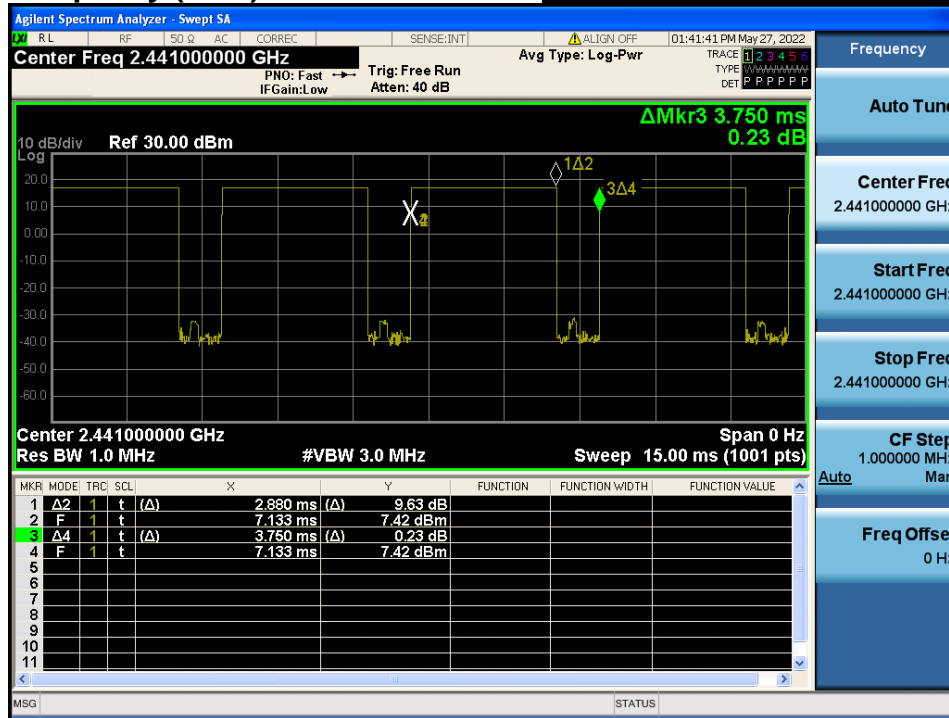 Agilent Spectrum Analyzer - Swept SA
LXI RL RF 50 Ω AC CORREC SENSE:INT ALIGN OFF 01:41:41 PM May 27, 2022
Center Freq 2.441000000 GHz
PNO: Fast
IFGain:Low
Trig: Free Run
Atten: 40 dB
Avg Type: Log-Pwr
TRACE 1 2 3 4 5 6
TYPE WWWWWW
DET P P P P P P
ΔMkr3 3.750 ms
0.23 dB
10 dB/div Ref 30.00 dBm
Log
20.0
10.0
0.00
-10.0
-20.0
-30.0
-40.0
-50.0
-60.0
1Δ2
3Δ4
Center 2.441000000 GHz Span 0 Hz
Res BW 1.0 MHz #VBW 3.0 MHz Sweep 15.00 ms (1001 pts)
MKR MODE TRC SCL X Y FUNCTION FUNCTION WIDTH FUNCTION VALUE
1 Δ2 1 t (Δ) 2.880 ms (Δ) 9.63 dB
2 F 1 t 7.133 ms 7.42 dBm
3 Δ4 1 t (Δ) 3.750 ms (Δ) 0.23 dB
4 F 1 t 7.133 ms 7.42 dBm
5
6
7
8
9
10
11
MSG STATUS
Frequency
Auto Tune
Center Freq
2.441000000 GHz
Start Freq
2.441000000 GHz
Stop Freq
2.441000000 GHz
CF Step
1.000000 MHz
Auto Man
Freq Offset
0 Hz